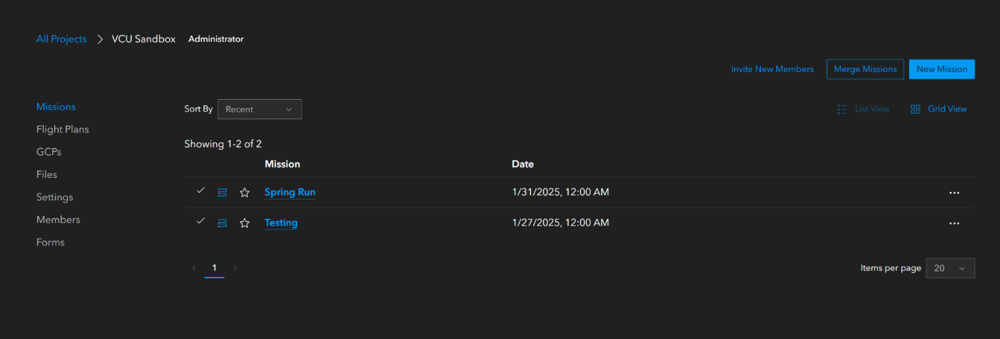 All Projects > VCU Sandbox Administrator
Invite New Members Merge Missions New Mission
Missions
Flight Plans
GCPs
Files
Settings
Members
Forms
Sort By Recent
List View Grid View
Showing 1-2 of 2
Mission Date
Spring Run 1/31/2025, 12:00 AM
Testing 1/27/2025, 12:00 AM
1
Items per page 20